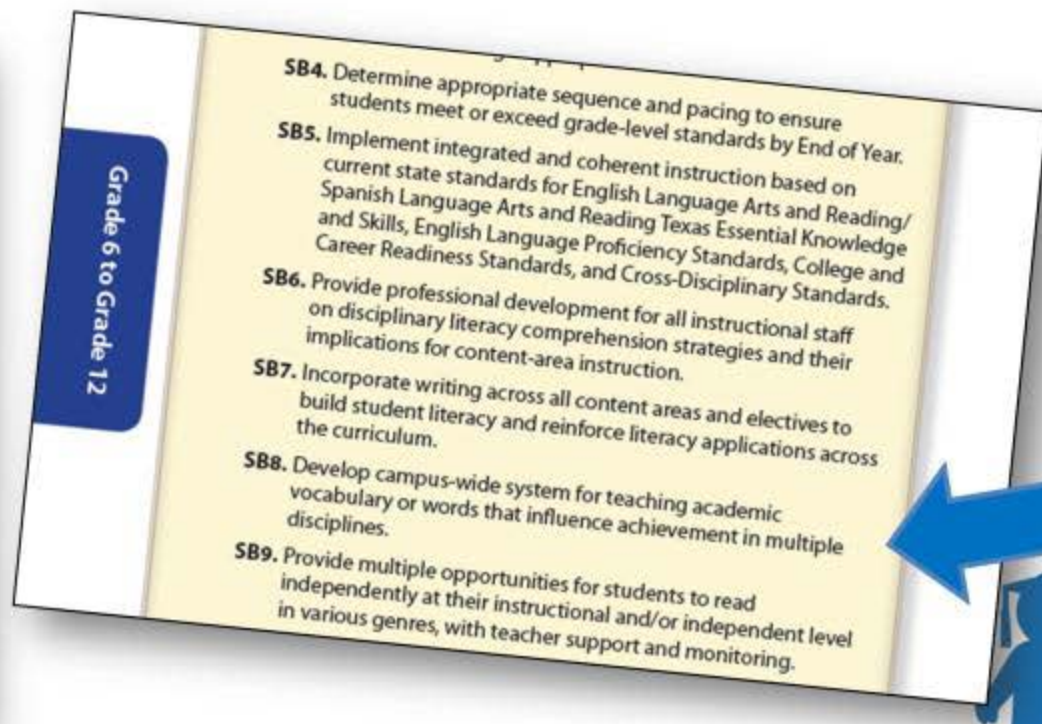 SB4. Determine appropriate sequence and pacing to ensure
students meet or exceed grade-level standards by End of Year.
SB5. Implement integrated and coherent instruction based on
current state standards for English Language Arts and Reading/
Spanish Language Arts and Reading Texas Essential Knowledge
and Skills, English Language Proficiency Standards, College and
Career Readiness Standards, and Cross-Disciplinary Standards.
SB6. Provide professional development for all instructional staff
on disciplinary literacy comprehension strategies and their
implications for content-area instruction.
SB7. Incorporate writing across all content areas and electives to
build student literacy and reinforce literacy applications across
the curriculum.
SB8. Develop campus-wide system for teaching academic
vocabulary or words that influence achievement in multiple
disciplines.
SB9. Provide multiple opportunities for students to read
independently at their instructional and/or independent level
in various genres, with teacher support and monitoring.
Grade 6 to Grade 12